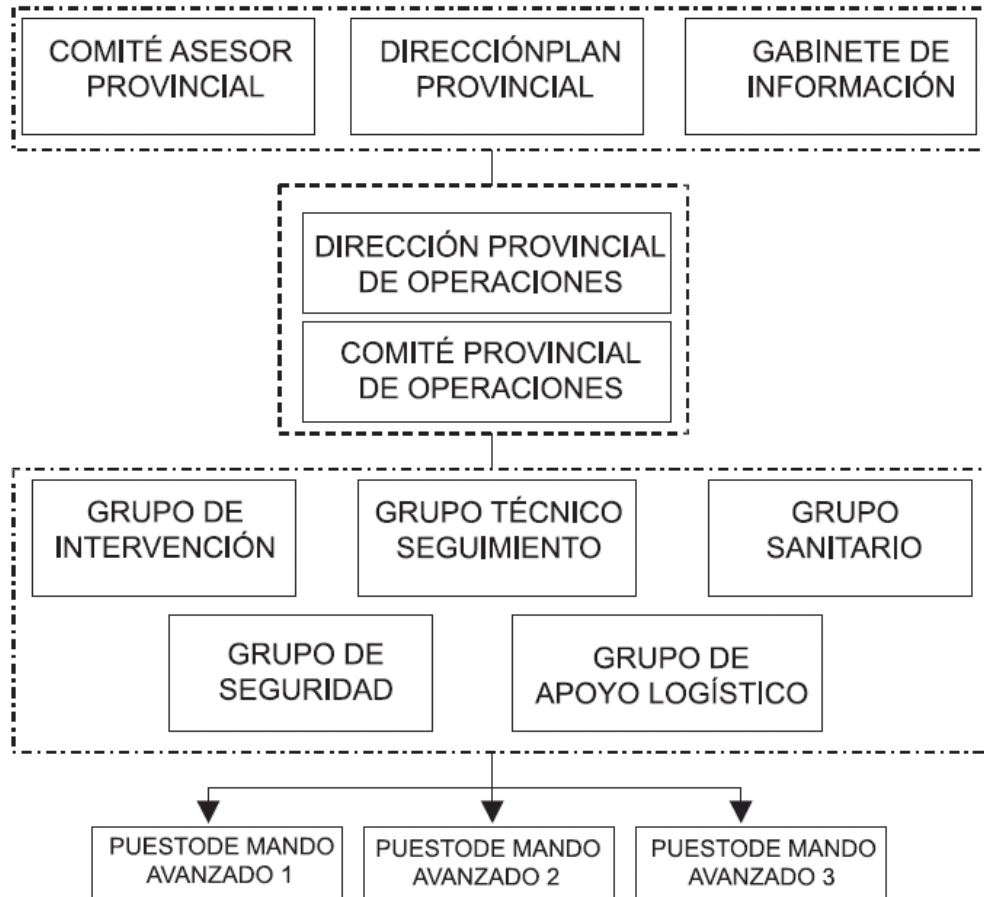 COMITÉ ASESOR
PROVINCIAL
DIRECCIÓNPLAN
PROVINCIAL
GABINETE DE
INFORMACIÓN
DIRECCIÓN PROVINCIAL
DE OPERACIONES
COMITÉ PROVINCIAL
DE OPERACIONES
GRUPO DE
INTERVENCIÓN
GRUPO TÉCNICO
SEGUIMIENTO
GRUPO
SANITARIO
GRUPO DE
SEGURIDAD
GRUPO DE
APOYO LOGÍSTICO
PUESTODE MANDO
AVANZADO 1
PUESTODE MANDO
AVANZADO 2
PUESTODE MANDO
AVANZADO 3